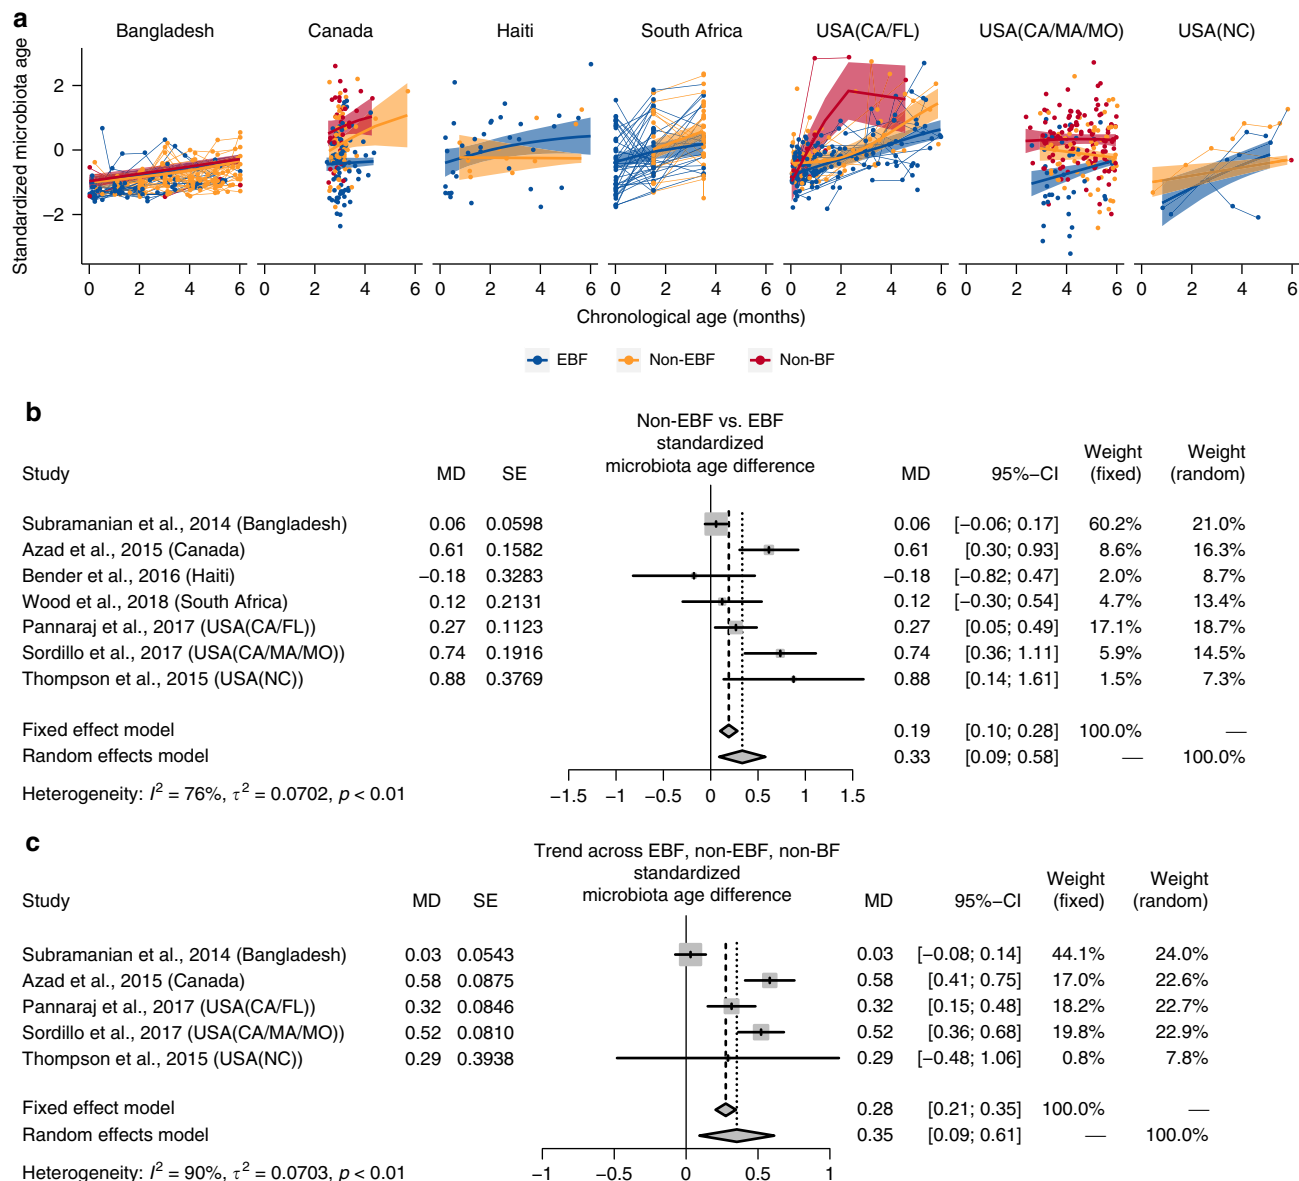 a
Bangladesh Canada Haiti South Africa USA(CA/FL) USA(CA/MA/MO) USA(NC)
Standardized microbiota age
2
0
−2
0 2 4 6 0 2 4 6 0 2 4 6 0 2 4 6 0 2 4 6 0 2 4 6 0 2 4 6
Chronological age (months)
EBF Non-EBF Non-BF
b
Non-EBF vs. EBF
standardized
microbiota age difference
Study MD SE MD 95%−CI Weight (fixed) Weight (random)
Subramanian et al., 2014 (Bangladesh) 0.06 0.0598 0.06 [−0.06; 0.17] 60.2% 21.0%
Azad et al., 2015 (Canada) 0.61 0.1582 0.61 [0.30; 0.93] 8.6% 16.3%
Bender et al., 2016 (Haiti) −0.18 0.3283 −0.18 [−0.82; 0.47] 2.0% 8.7%
Wood et al., 2018 (South Africa) 0.12 0.2131 0.12 [−0.30; 0.54] 4.7% 13.4%
Pannaraj et al., 2017 (USA(CA/FL)) 0.27 0.1123 0.27 [0.05; 0.49] 17.1% 18.7%
Sordillo et al., 2017 (USA(CA/MA/MO)) 0.74 0.1916 0.74 [0.36; 1.11] 5.9% 14.5%
Thompson et al., 2015 (USA(NC)) 0.88 0.3769 0.88 [0.14; 1.61] 1.5% 7.3%
Fixed effect model 0.19 [0.10; 0.28] 100.0% —
Random effects model 0.33 [0.09; 0.58] — 100.0%
Heterogeneity: I² = 76%, τ² = 0.0702, p < 0.01
−1.5 −1 −0.5 0 0.5 1 1.5
c
Trend across EBF, non-EBF, non-BF
standardized
microbiota age difference
Study MD SE MD 95%−CI Weight (fixed) Weight (random)
Subramanian et al., 2014 (Bangladesh) 0.03 0.0543 0.03 [−0.08; 0.14] 44.1% 24.0%
Azad et al., 2015 (Canada) 0.58 0.0875 0.58 [0.41; 0.75] 17.0% 22.6%
Pannaraj et al., 2017 (USA(CA/FL)) 0.32 0.0846 0.32 [0.15; 0.48] 18.2% 22.7%
Sordillo et al., 2017 (USA(CA/MA/MO)) 0.52 0.0810 0.52 [0.36; 0.68] 19.8% 22.9%
Thompson et al., 2015 (USA(NC)) 0.29 0.3938 0.29 [−0.48; 1.06] 0.8% 7.8%
Fixed effect model 0.28 [0.21; 0.35] 100.0% —
Random effects model 0.35 [0.09; 0.61] — 100.0%
Heterogeneity: I² = 90%, τ² = 0.0703, p < 0.01
−1 −0.5 0 0.5 1